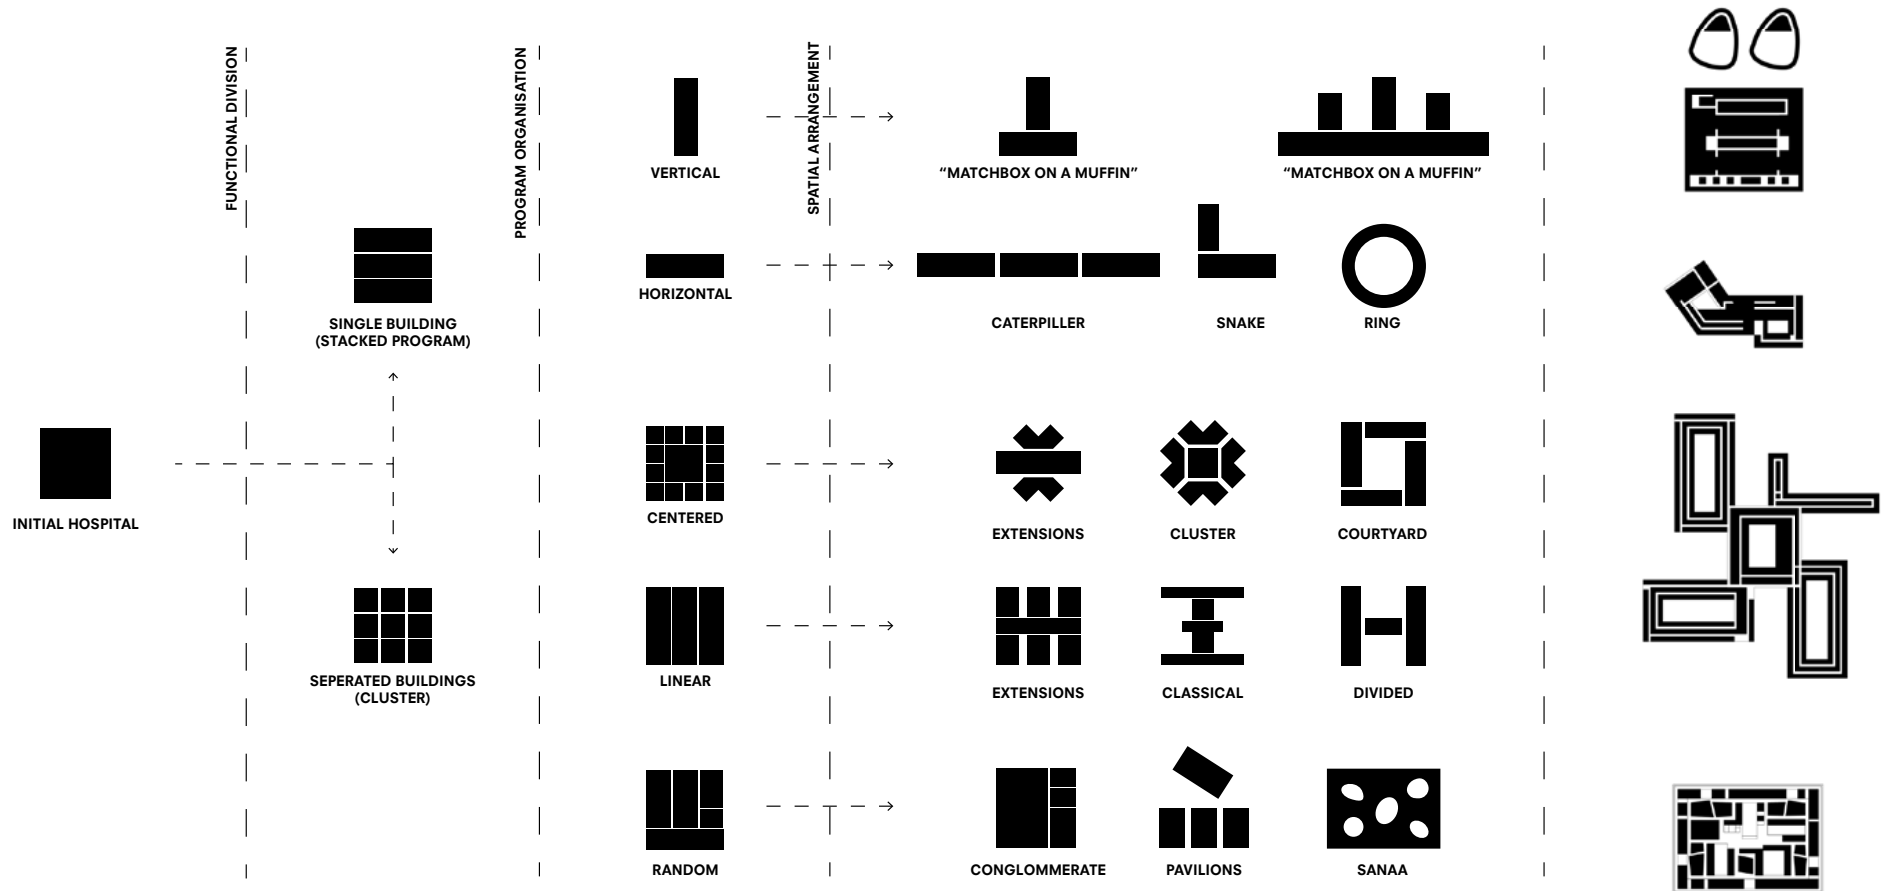 FUNCTIONAL DIVISION
PROGRAM ORGANISATION
SPATIAL ARRANGEMENT
VERTICAL
“MATCHBOX ON A MUFFIN”
“MATCHBOX ON A MUFFIN”
HORIZONTAL
CATERPILLER
SNAKE
RING
SINGLE BUILDING
(STACKED PROGRAM)
INITIAL HOSPITAL
CENTERED
EXTENSIONS
CLUSTER
COURTYARD
SEPERATED BUILDINGS
(CLUSTER)
LINEAR
EXTENSIONS
CLASSICAL
DIVIDED
RANDOM
CONGLOMMERATE
PAVILIONS
SANAA